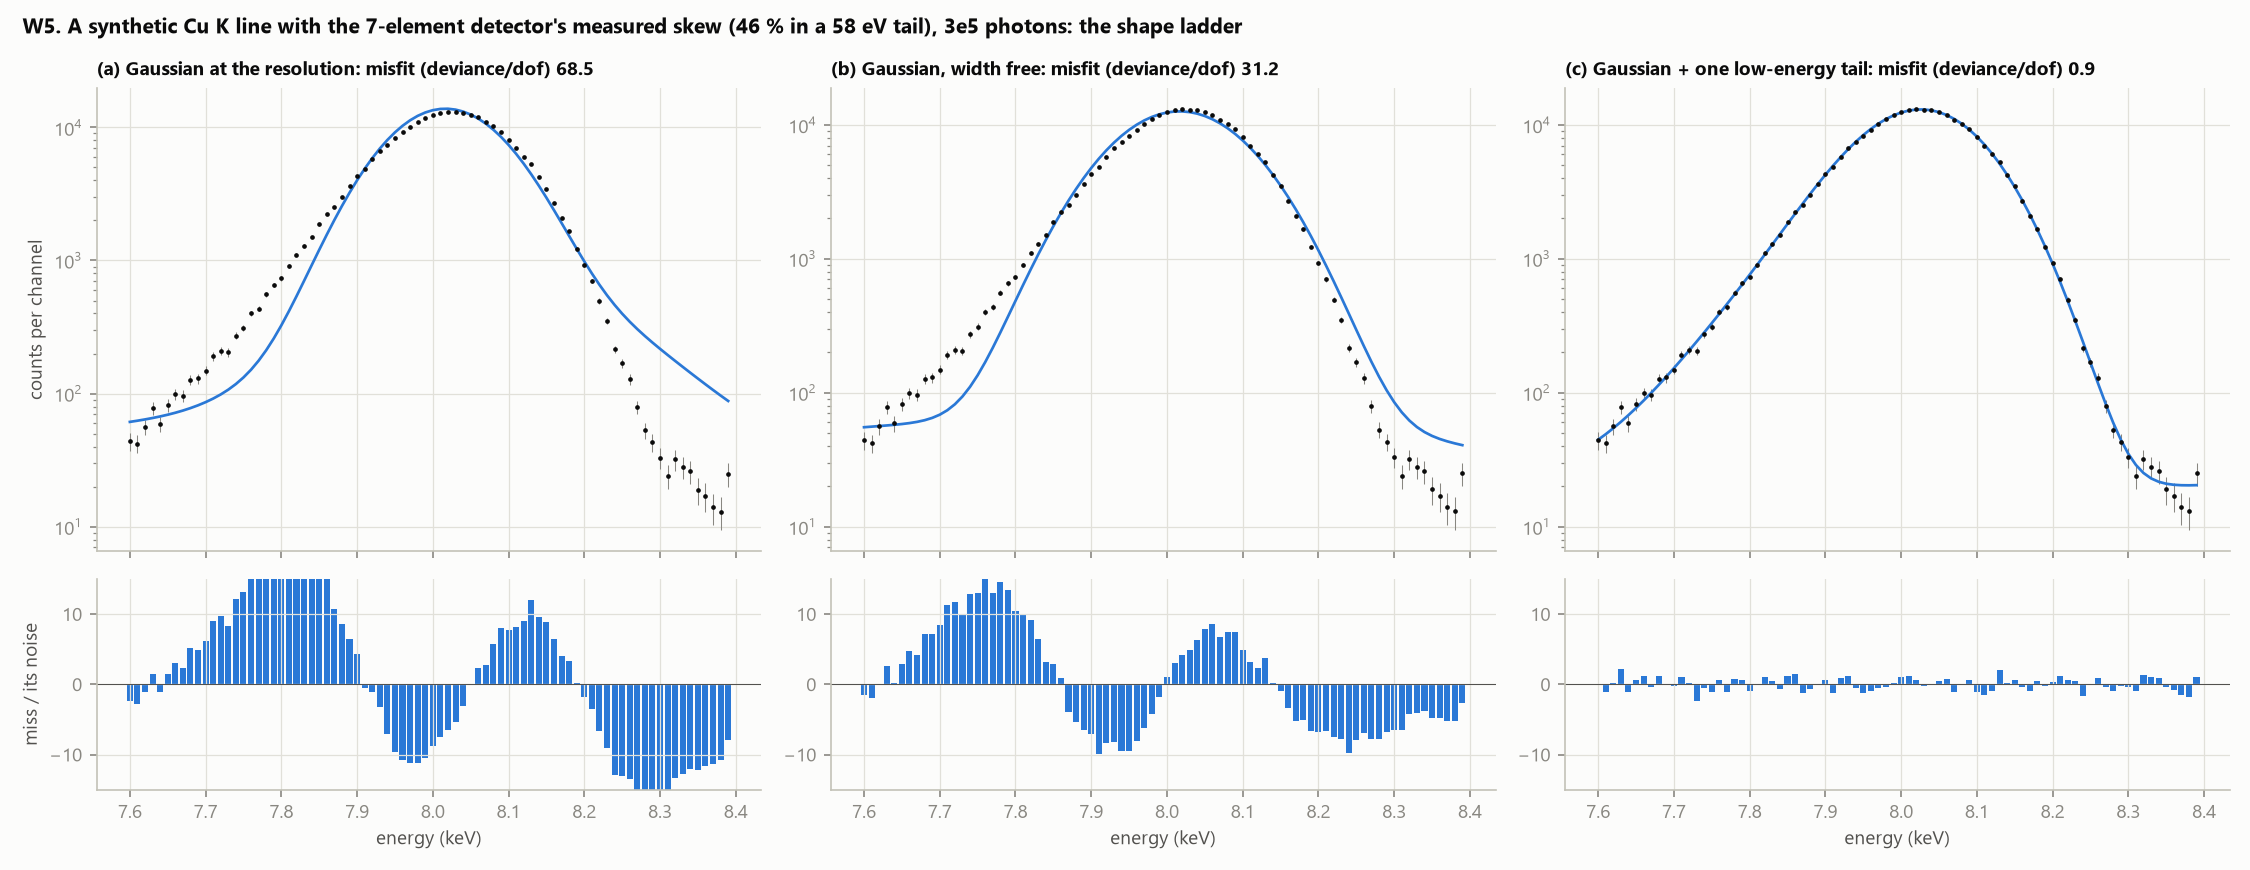 W5. A synthetic Cu K line with the 7-element detector's measured skew (46 % in a 58 eV tail), 3e5 photons: the shape ladder
(a) Gaussian at the resolution: misfit (deviance/dof) 68.5
(b) Gaussian, width free: misfit (deviance/dof) 31.2
(c) Gaussian + one low-energy tail: misfit (deviance/dof) 0.9
counts per channel
10⁴
10³
10²
10¹
10⁴
10³
10²
10¹
10⁴
10³
10²
10¹
miss / its noise
10
0
−10
10
0
−10
10
0
−10
7.6 7.7 7.8 7.9 8.0 8.1 8.2 8.3 8.4
7.6 7.7 7.8 7.9 8.0 8.1 8.2 8.3 8.4
7.6 7.7 7.8 7.9 8.0 8.1 8.2 8.3 8.4
energy (keV)
energy (keV)
energy (keV)